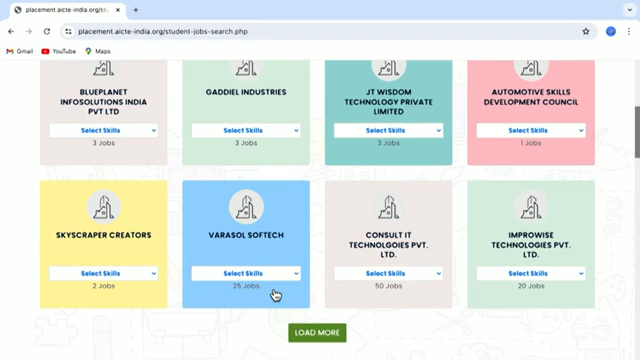 placement.aicte-india.org/student-jobs-s
placement.aicte-india.org/student-jobs-search.php
Gmail YouTube Maps
BLUEPLANET
INFOSOLUTIONS INDIA
PVT LTD
Select Skills
3 Jobs
GADDIEL INDUSTRIES
Select Skills
3 Jobs
JT WISDOM
TECHNOLOGY PRIVATE
LIMITED
Select Skills
3 Jobs
AUTOMOTIVE SKILLS
DEVELOPMENT COUNCIL
Select Skills
1 Jobs
SKYSCRAPER CREATORS
Select Skills
2 Jobs
VARASOL SOFTECH
Select Skills
25 Jobs
CONSULT IT
TECHNOLGOIES PVT.
LTD.
Select Skills
50 Jobs
IMPROWISE
TECHNOLOGIES PVT.
LTD.
Select Skills
20 Jobs
LOAD MORE